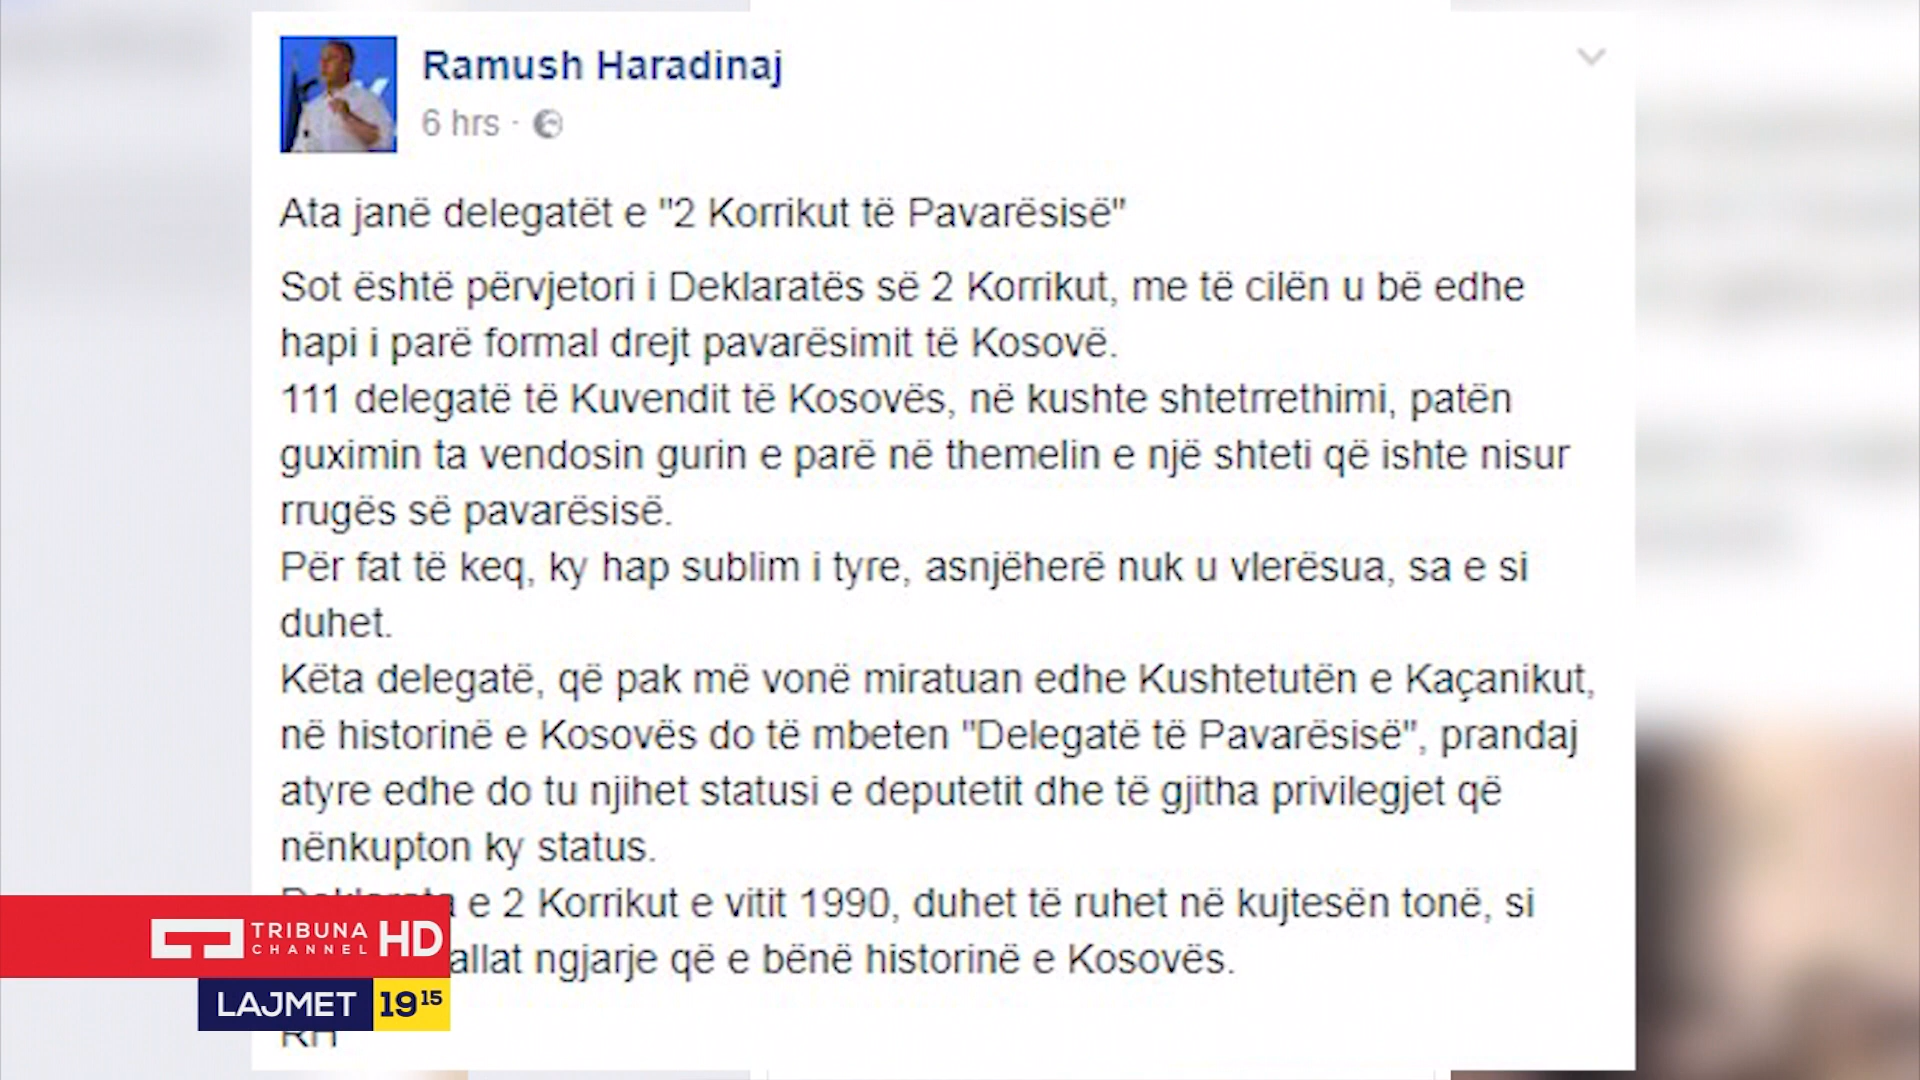 Ramush Haradinaj
6 hrs ·
Ata janë delegatët e "2 Korrikut të Pavarësisë"
Sot është përvjetori i Deklaratës së 2 Korrikut, me të cilën u bë edhe
hapi i parë formal drejt pavarësimit të Kosovë.
111 delegatë të Kuvendit të Kosovës, në kushte shtetrrethimi, patën
guximin ta vendosin gurin e parë në themelin e një shteti që ishte nisur
rrugës së pavarësisë.
Për fat të keq, ky hap sublim i tyre, asnjëherë nuk u vlerësua, sa e si
duhet.
Këta delegatë, që pak më vonë miratuan edhe Kushtetutën e Kaçanikut,
në historinë e Kosovës do të mbeten "Delegatë të Pavarësisë", prandaj
atyre edhe do tu njihet statusi e deputetit dhe të gjitha privilegjet që
nënkupton ky status.
e 2 Korrikut e vitit 1990, duhet të ruhet në kujtesën tonë, si
ngjarje që e bënë historinë e Kosovës.
RH
TRIBUNA
CHANNEL
HD
LAJMET 19 15